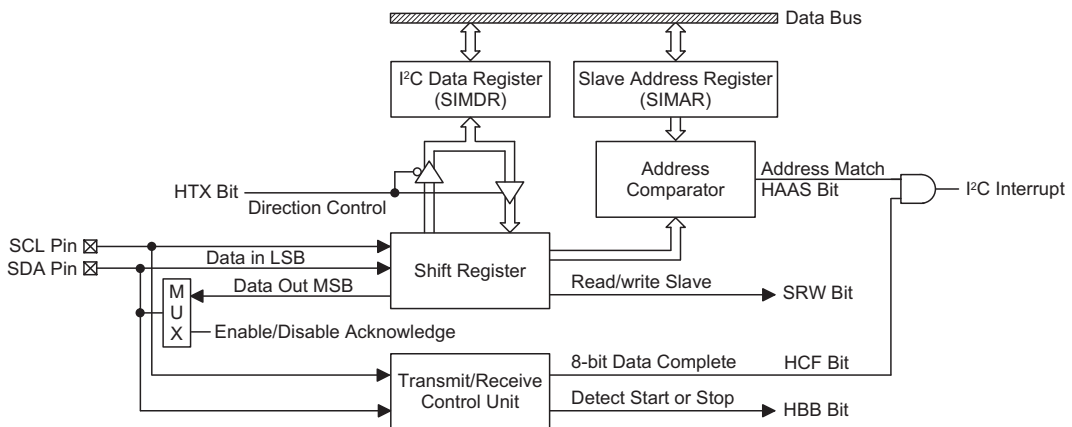 Data Bus
I²C Data Register
(SIMDR)
Slave Address Register
(SIMAR)
HTX Bit
Direction Control
Address
Comparator
Address Match
HAAS Bit
I²C Interrupt
SCL Pin
SDA Pin
Data in LSB
Shift Register
Data Out MSB
Read/write Slave
SRW Bit
M
U
X
Enable/Disable Acknowledge
Transmit/Receive
Control Unit
8-bit Data Complete
HCF Bit
Detect Start or Stop
HBB Bit